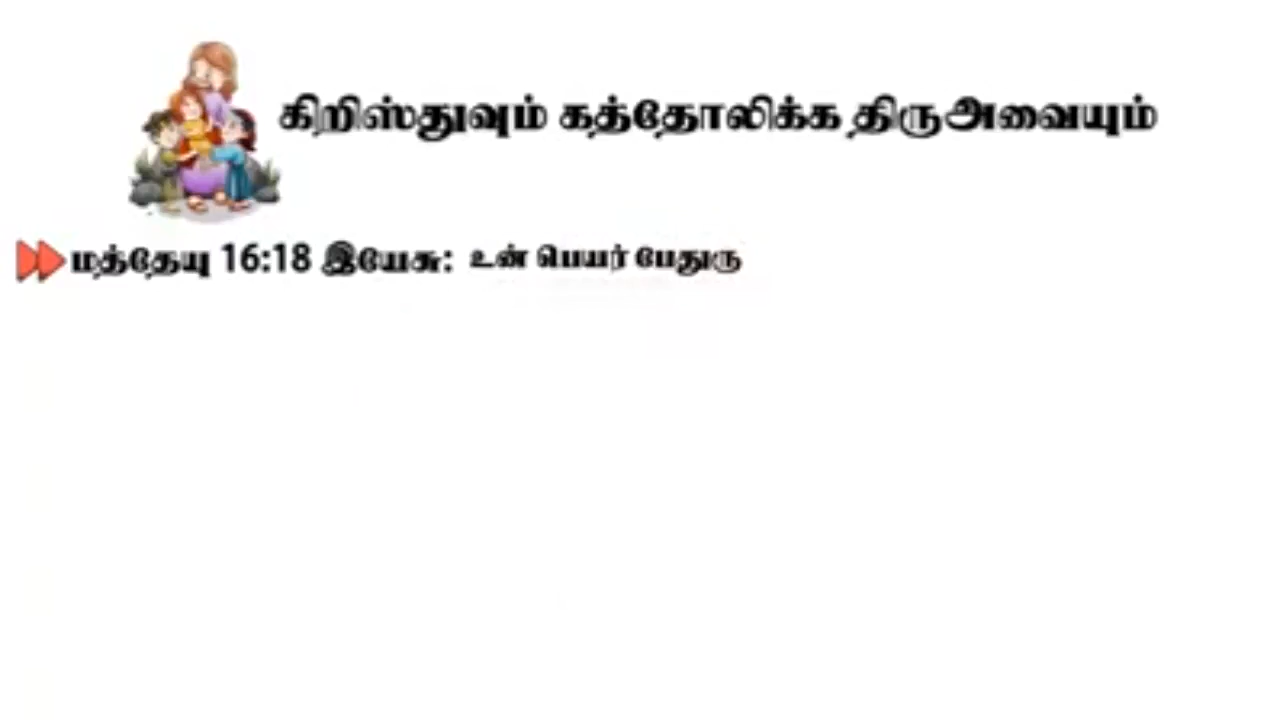 கிறிஸ்துவும் கத்தோலிக்க திருஅவையும்
மத்தேயு 16:18 இயேசு: உன் பெயர் பேதுரு